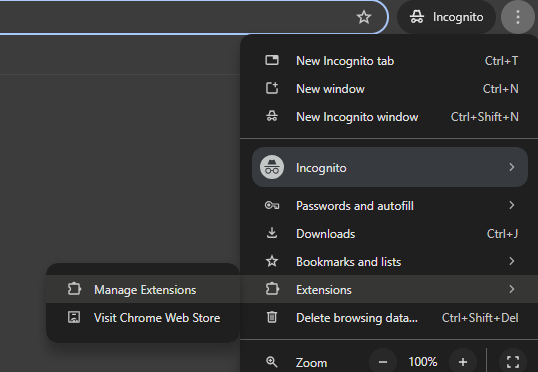 Incognito
New Incognito tab Ctrl+T
New window Ctrl+N
New Incognito window Ctrl+Shift+N
Incognito
Passwords and autofill
Downloads Ctrl+J
Bookmarks and lists
Manage Extensions Extensions
Visit Chrome Web Store Delete browsing data... Ctrl+Shift+Del
Zoom − 100% +